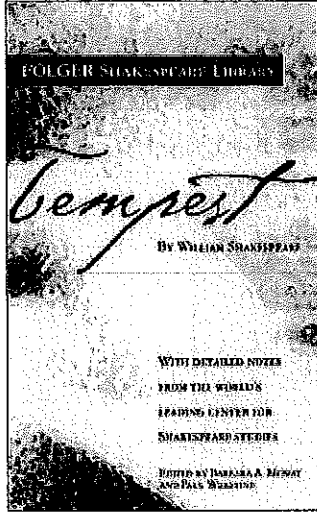 FOLGER SHAKESPEARE LIBRARY
Tempest
BY WILLIAM SHAKESPEARE
WITH DETAILED NOTES
FROM THE WORLD'S
LEADING CENTER FOR
SHAKESPEARE STUDIES
EDITED BY BARBARA A. MOWAT
AND PAUL WERSTINE